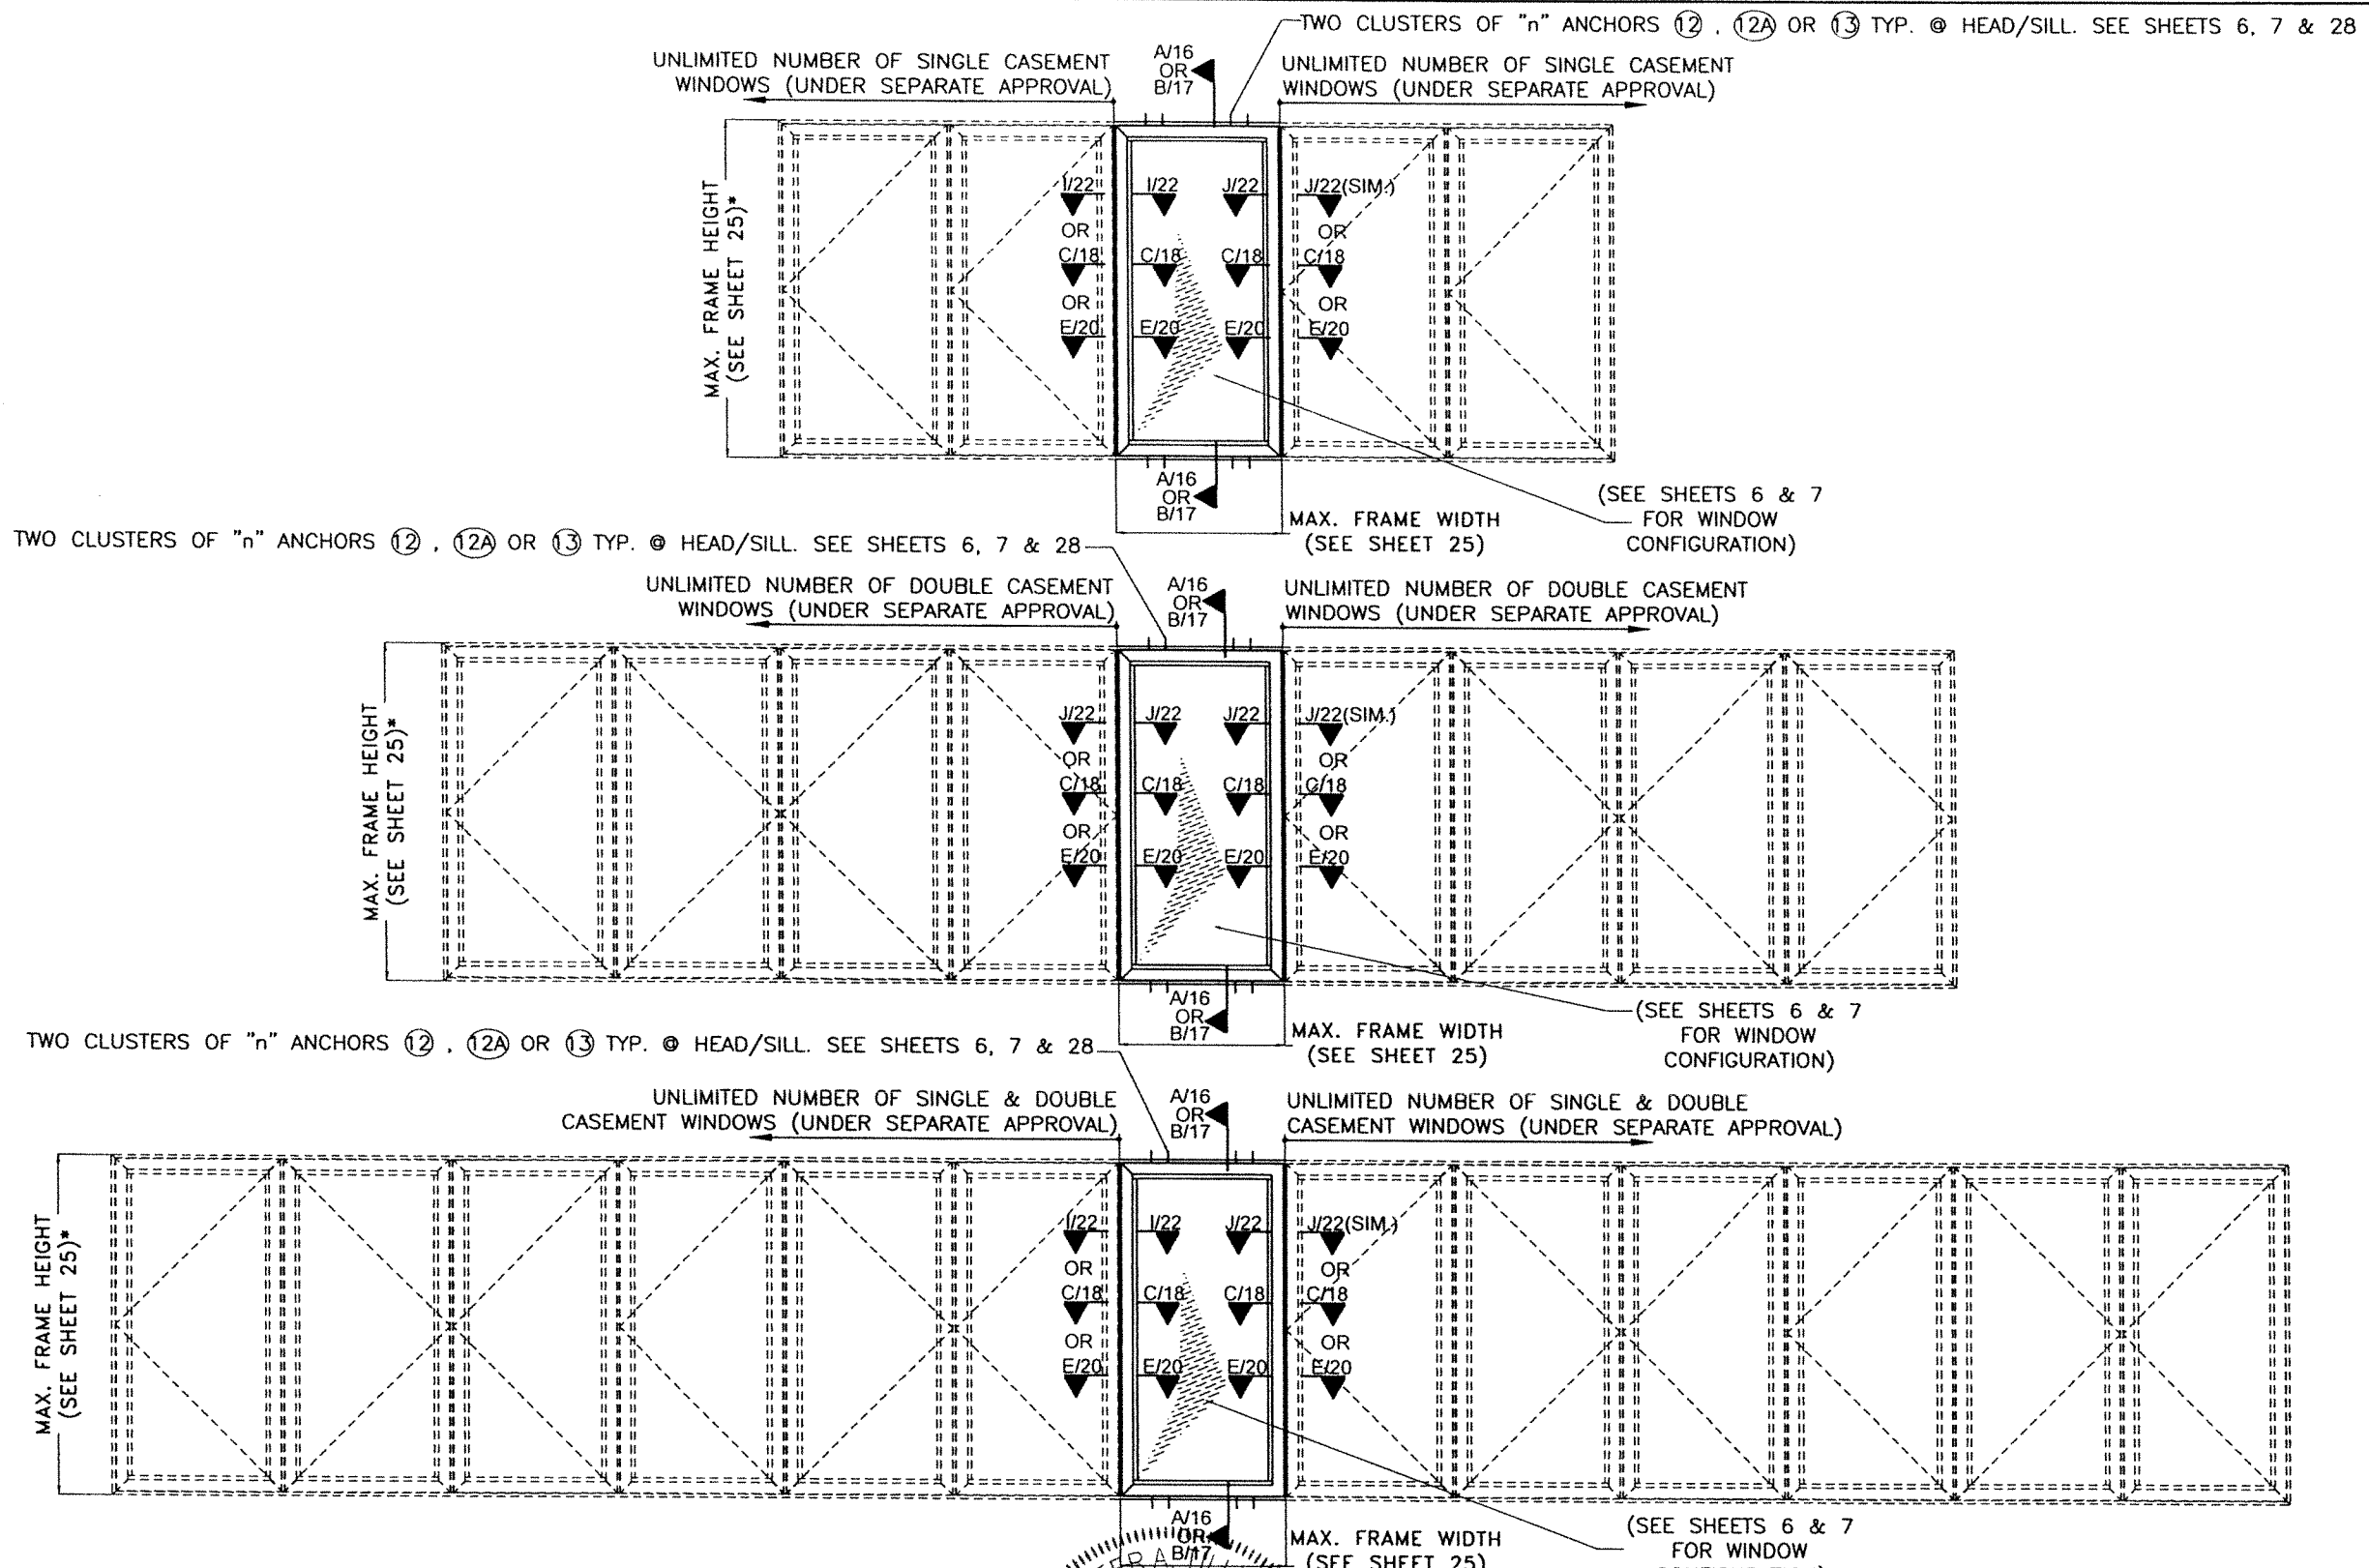 TWO CLUSTERS OF "n" ANCHORS 12 , 12A OR 13 TYP. @ HEAD/SILL. SEE SHEETS 6, 7 & 28
UNLIMITED NUMBER OF SINGLE CASEMENT
WINDOWS (UNDER SEPARATE APPROVAL)
A/16
OR
B/17
UNLIMITED NUMBER OF SINGLE CASEMENT
WINDOWS (UNDER SEPARATE APPROVAL)
MAX. FRAME HEIGHT
(SEE SHEET 25)*
I/22 I/22 J/22 J/22(SIM.)
OR OR
C/18 C/18 C/18 C/18
OR OR
E/20 E/20 E/20 E/20
A/16
OR
B/17
MAX. FRAME WIDTH
(SEE SHEET 25)
(SEE SHEETS 6 & 7
FOR WINDOW
CONFIGURATION)
TWO CLUSTERS OF "n" ANCHORS 12 , 12A OR 13 TYP. @ HEAD/SILL. SEE SHEETS 6, 7 & 28
UNLIMITED NUMBER OF DOUBLE CASEMENT
WINDOWS (UNDER SEPARATE APPROVAL)
A/16
OR
B/17
UNLIMITED NUMBER OF DOUBLE CASEMENT
WINDOWS (UNDER SEPARATE APPROVAL)
MAX. FRAME HEIGHT
(SEE SHEET 25)*
J/22 J/22 J/22 J/22(SIM.)
OR OR
C/18 C/18 C/18 C/18
OR OR
E/20 E/20 E/20 E/20
A/16
OR
B/17
MAX. FRAME WIDTH
(SEE SHEET 25)
(SEE SHEETS 6 & 7
FOR WINDOW
CONFIGURATION)
TWO CLUSTERS OF "n" ANCHORS 12 , 12A OR 13 TYP. @ HEAD/SILL. SEE SHEETS 6, 7 & 28
UNLIMITED NUMBER OF SINGLE & DOUBLE
CASEMENT WINDOWS (UNDER SEPARATE APPROVAL)
A/16
OR
B/17
UNLIMITED NUMBER OF SINGLE & DOUBLE
CASEMENT WINDOWS (UNDER SEPARATE APPROVAL)
MAX. FRAME HEIGHT
(SEE SHEET 25)*
I/22 I/22 J/22 J/22(SIM.)
OR OR
C/18 C/18 C/18 C/18
OR OR
E/20 E/20 E/20 E/20
A/16
OR
B/17
MAX. FRAME WIDTH
(SEE SHEET 25)
(SEE SHEETS 6 & 7
FOR WINDOW